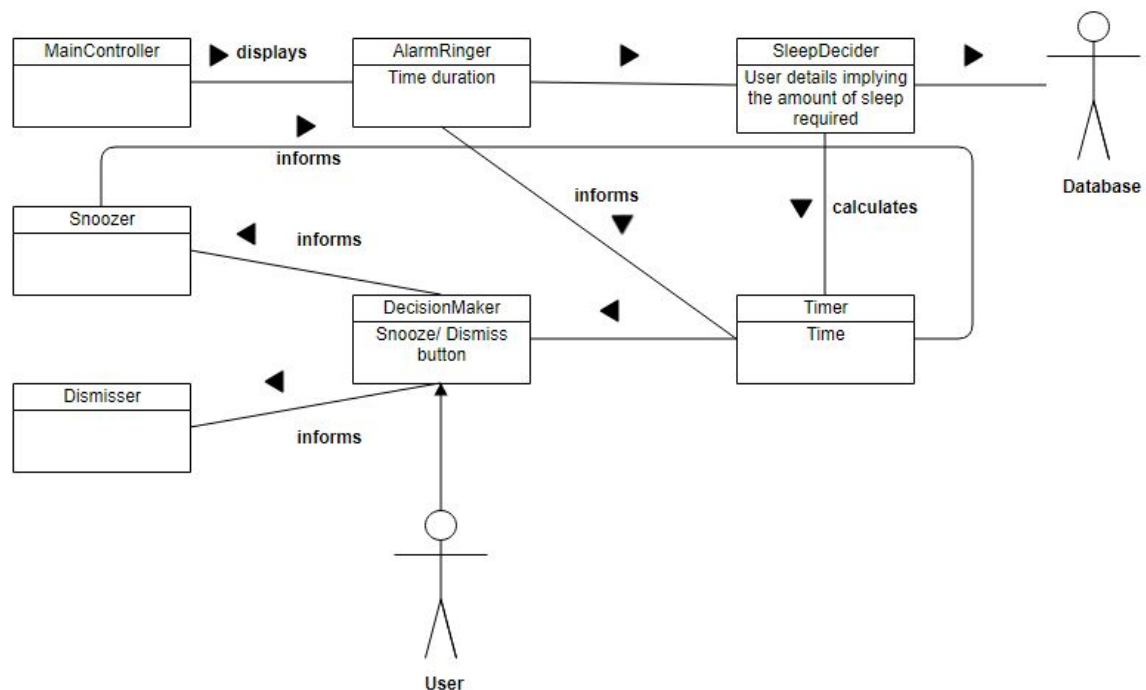 MainController
displays
AlarmRinger
Time duration
SleepDecider
User details implying
the amount of sleep
required
Database
informs
informs
calculates
Snoozer
informs
DecisionMaker
Snooze/ Dismiss
button
Timer
Time
Dismisser
informs
User